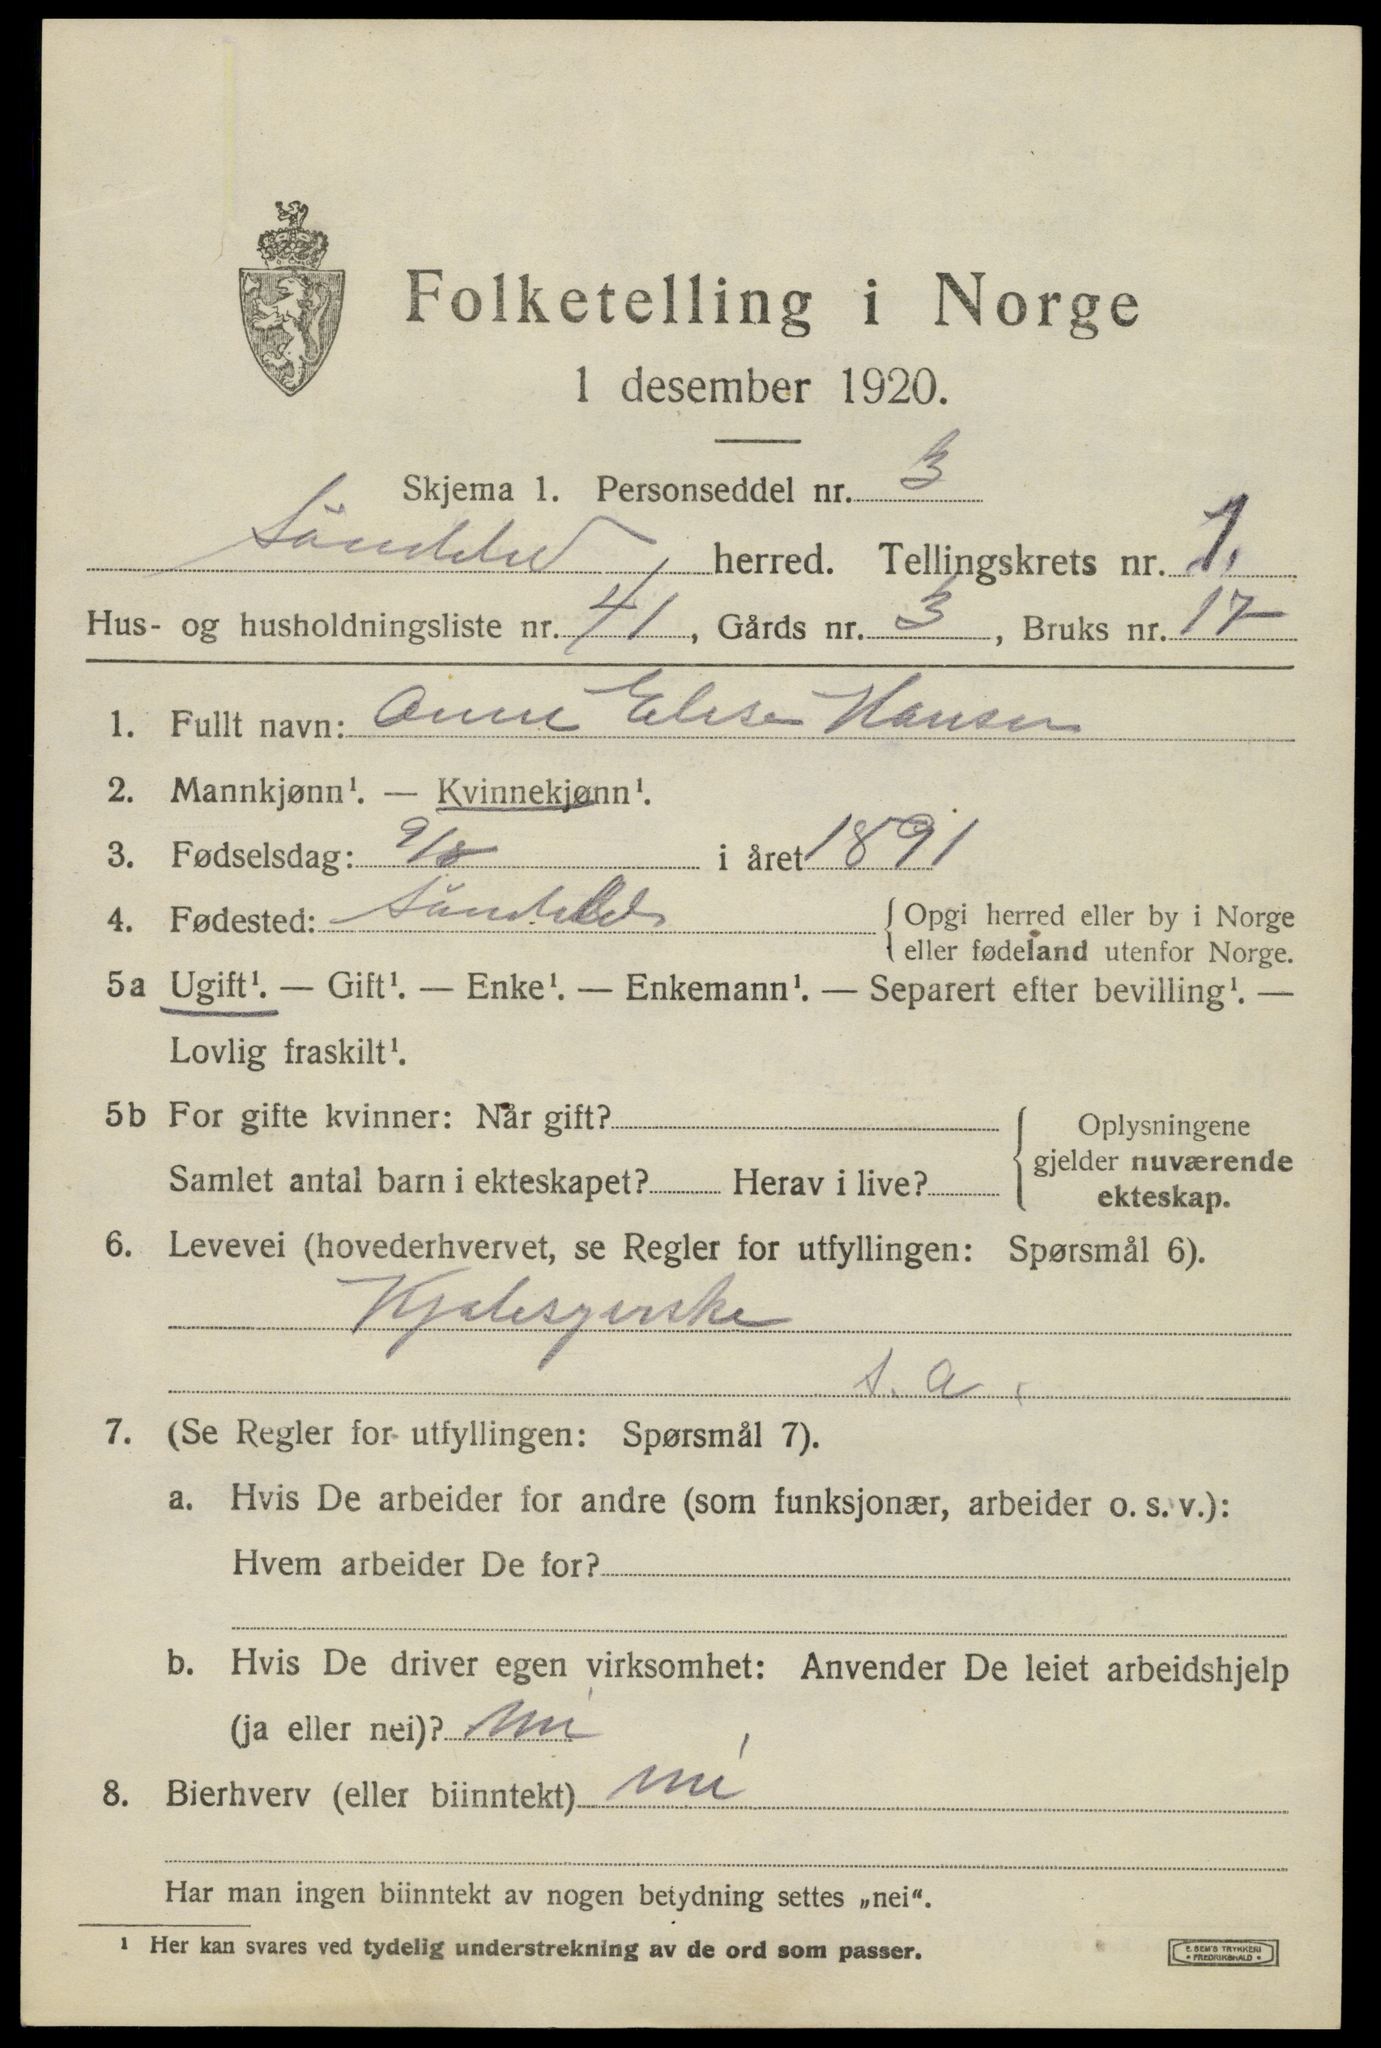 Folketelling i Norge
1 desember 1920.
Skjema 1. Personseddel nr. 3
Søndeled herred. Tellingskrets nr. 1.
Hus- og husholdningsliste nr. 41, Gårds nr. 3, Bruks nr. 17
1. Fullt navn: Anne Elise Hansen
2. Mannkjønn¹. — Kvinnekjønn¹.
3. Fødselsdag: 9/8 i året 1891
4. Fødested: Søndeled { Opgi herred eller by i Norge
eller fødeland utenfor Norge.
5a Ugift¹. — Gift¹. — Enke¹. — Enkemann¹. — Separert efter bevilling¹. —
Lovlig fraskilt¹.
5b For gifte kvinner: Når gift? { Oplysningene
gjelder nuværende
Samlet antal barn i ekteskapet? Herav i live?
ekteskap.
6. Levevei (hovederhvervet, se Regler for utfyllingen: Spørsmål 6).
Kjolesyerske
s. a.
7. (Se Regler for utfyllingen: Spørsmål 7).
a. Hvis De arbeider for andre (som funksjonær, arbeider o. s. v.):
Hvem arbeider De for?
b. Hvis De driver egen virksomhet: Anvender De leiet arbeidshjelp
(ja eller nei)? nei
8. Bierhverv (eller biinntekt) nei
Har man ingen biinntekt av nogen betydning settes „nei“.
¹ Her kan svares ved tydelig understrekning av de ord som passer.
E. SEM'S TRYKKERI
• FREDRIKSHALD •